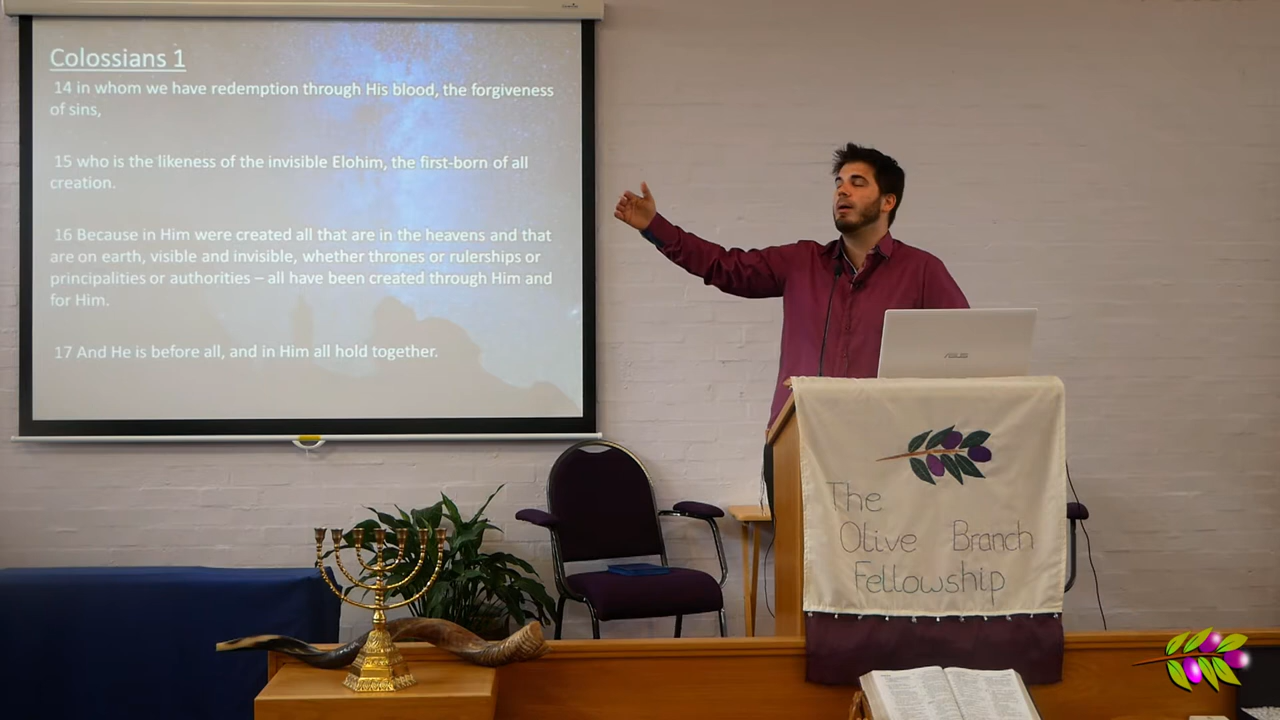 Colossians 1
14 in whom we have redemption through His blood, the forgiveness
of sins,
15 who is the likeness of the invisible Elohim, the first-born of all
creation.
16 Because in Him were created all that are in the heavens and that
are on earth, visible and invisible, whether thrones or rulerships or
principalities or authorities – all have been created through Him and
for Him.
17 And He is before all, and in Him all hold together.
ASUS
The
Olive Branch
Fellowship